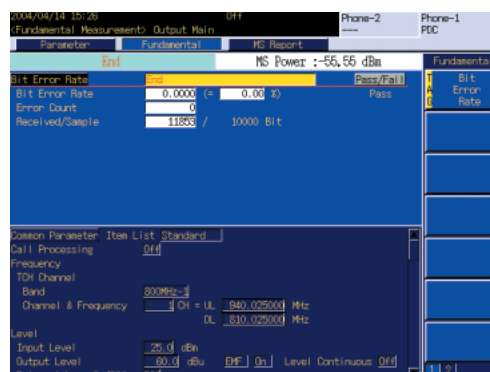 2004/04/14 15:26 Off Phone-2 Phone-1
<Fundamental Measurement> Output Main ---- PDC
Parameter Fundamental MS Report
End MS Power :-55.55 dBm Fundamenta
Bit Error Rate End Pass/Fail T Bit
Bit Error Rate 0.0000 (= 0.00 %) Pass A Error
Error Count 0 G Rate
Received/Sample 11853 / 10000 Bit
Common Parameter Item List Standard
Call Processing Off
Frequency
TCH Channel
Band 800MHz-1
Channel & Frequency 1 CH = UL 940.025000 MHz
DL 810.025000 MHz
Level
Input Level 25.0 dBm
Output Level 60.0 dBu EMF On Level Continuous Off
1 2